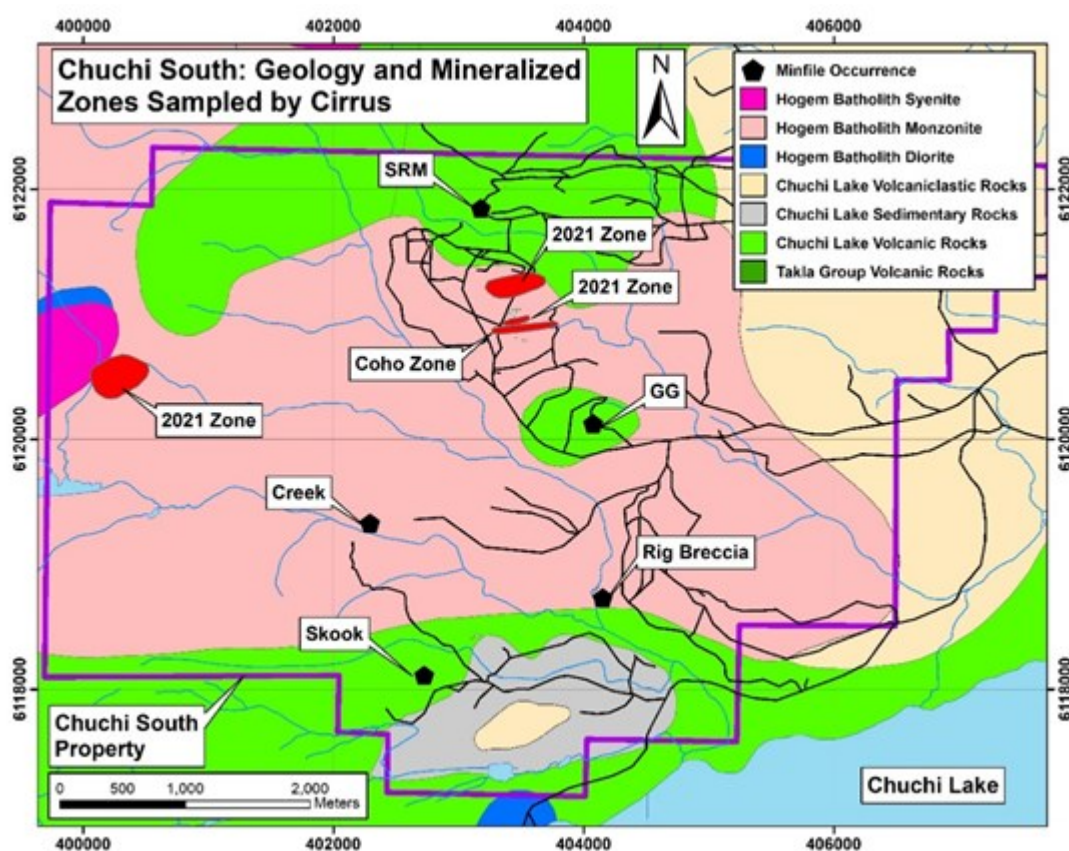 400000 402000 404000 406000
Chuchi South: Geology and Mineralized
Zones Sampled by Cirrus
N
Minfile Occurrence
Hogem Batholith Syenite
Hogem Batholith Monzonite
Hogem Batholith Diorite
Chuchi Lake Volcaniclastic Rocks
Chuchi Lake Sedimentary Rocks
Chuchi Lake Volcanic Rocks
Takla Group Volcanic Rocks
6122000
6122000
SRM
2021 Zone
2021 Zone
Coho Zone
GG
2021 Zone
6120000
6120000
Creek
Rig Breccia
Skook
6118000
6118000
Chuchi South
Property
0 500 1,000 2,000
Meters
Chuchi Lake
400000 402000 404000 406000